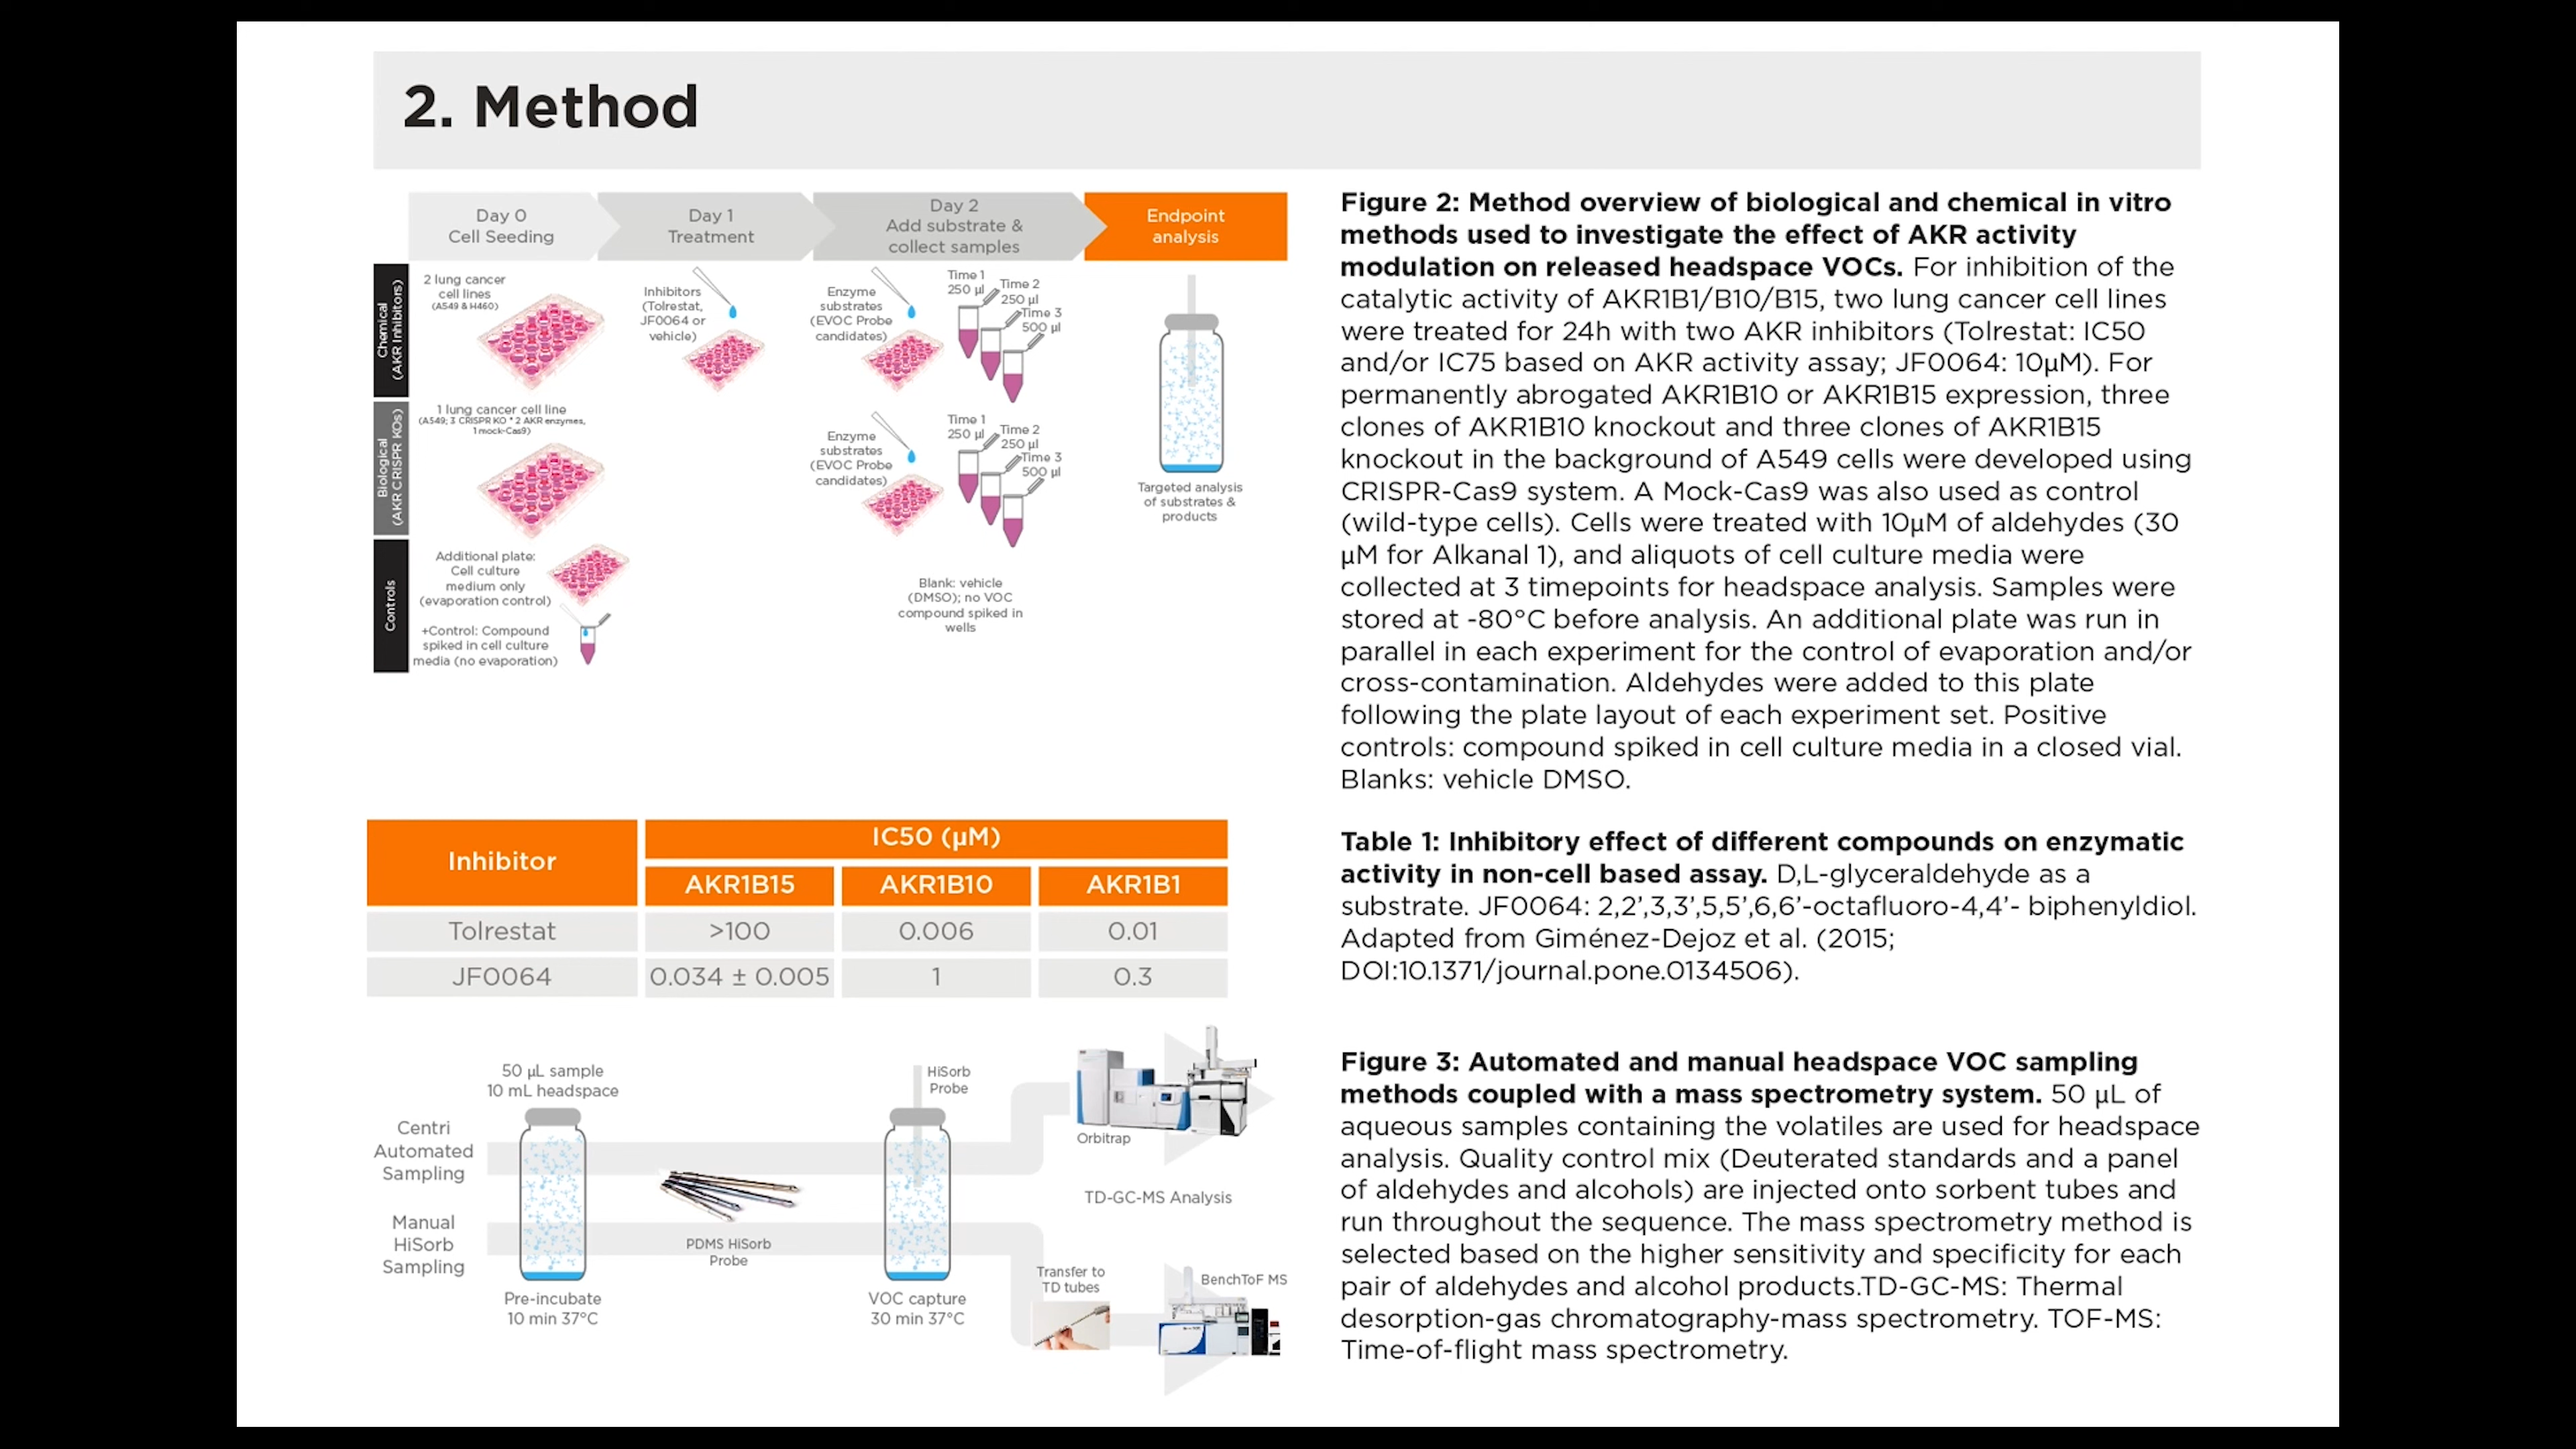 2. Method
Day 0
Cell Seeding
Day 1
Treatment
Day 2
Add substrate &
collect samples
Endpoint
analysis
Chemical
(AKR Inhibitors)
2 lung cancer
cell lines
(A549 & H460)
Inhibitors
(Tolrestat,
JF0064 or
vehicle)
Enzyme
substrates
(EVOC Probe
candidates)
Time 1
250 µl
Time 2
250 µl
Time 3
500 µl
Biological
(AKR CRISPR KOs)
1 lung cancer cell line
(A549; 3 CRISPR KO * 2 AKR enzymes,
1 mock-Cas9)
Enzyme
substrates
(EVOC Probe
candidates)
Time 1
250 µl
Time 2
250 µl
Time 3
500 µl
Targeted analysis
of substrates &
products
Controls
Additional plate:
Cell culture
medium only
(evaporation control)
+Control: Compound
spiked in cell culture
media (no evaporation)
Blank: vehicle
(DMSO); no VOC
compound spiked in
wells
Figure 2: Method overview of biological and chemical in vitro
methods used to investigate the effect of AKR activity
modulation on released headspace VOCs. For inhibition of the
catalytic activity of AKR1B1/B10/B15, two lung cancer cell lines
were treated for 24h with two AKR inhibitors (Tolrestat: IC50
and/or IC75 based on AKR activity assay; JF0064: 10µM). For
permanently abrogated AKR1B10 or AKR1B15 expression, three
clones of AKR1B10 knockout and three clones of AKR1B15
knockout in the background of A549 cells were developed using
CRISPR-Cas9 system. A Mock-Cas9 was also used as control
(wild-type cells). Cells were treated with 10µM of aldehydes (30
µM for Alkanal 1), and aliquots of cell culture media were
collected at 3 timepoints for headspace analysis. Samples were
stored at -80°C before analysis. An additional plate was run in
parallel in each experiment for the control of evaporation and/or
cross-contamination. Aldehydes were added to this plate
following the plate layout of each experiment set. Positive
controls: compound spiked in cell culture media in a closed vial.
Blanks: vehicle DMSO.
Inhibitor
IC50 (µM)
AKR1B15 AKR1B10 AKR1B1
Tolrestat >100 0.006 0.01
JF0064 0.034 ± 0.005 1 0.3
Table 1: Inhibitory effect of different compounds on enzymatic
activity in non-cell based assay. D,L-glyceraldehyde as a
substrate. JF0064: 2,2’,3,3’,5,5’,6,6’-octafluoro-4,4’- biphenyldiol.
Adapted from Giménez-Dejoz et al. (2015;
DOI:10.1371/journal.pone.0134506).
50 µL sample
10 mL headspace
Centri
Automated
Sampling
Manual
HiSorb
Sampling
Pre-incubate
10 min 37°C
PDMS HiSorb
Probe
HiSorb
Probe
VOC capture
30 min 37°C
Orbitrap
TD-GC-MS Analysis
Transfer to
TD tubes
BenchToF MS
Figure 3: Automated and manual headspace VOC sampling
methods coupled with a mass spectrometry system. 50 µL of
aqueous samples containing the volatiles are used for headspace
analysis. Quality control mix (Deuterated standards and a panel
of aldehydes and alcohols) are injected onto sorbent tubes and
run throughout the sequence. The mass spectrometry method is
selected based on the higher sensitivity and specificity for each
pair of aldehydes and alcohol products.TD-GC-MS: Thermal
desorption-gas chromatography-mass spectrometry. TOF-MS:
Time-of-flight mass spectrometry.